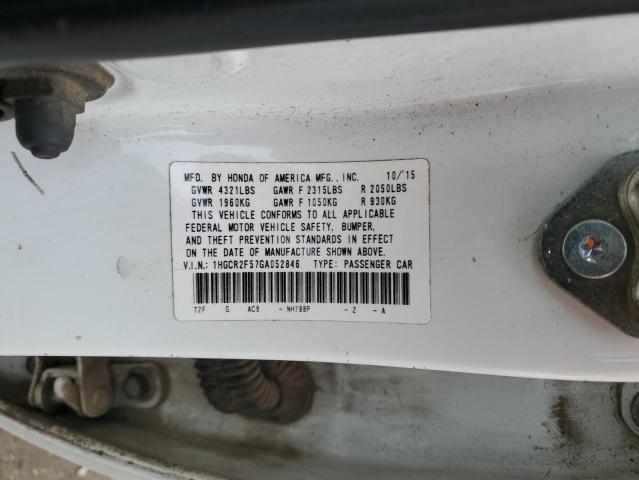 MFD. BY HONDA OF AMERICA MFG., INC. 10/15
GVWR 4321LBS GAWR F 2315LBS R 2050LBS
GVWR 1960KG GAWR F 1050KG R 930KG
THIS VEHICLE CONFORMS TO ALL APPLICABLE
FEDERAL MOTOR VEHICLE SAFETY, BUMPER,
AND THEFT PREVENTION STANDARDS IN EFFECT
ON THE DATE OF MANUFACTURE SHOWN ABOVE.
V.I.N.: 1HGCR2F57GA052846 TYPE: PASSENGER CAR
T2F G AC9 - NH788P - Z - A